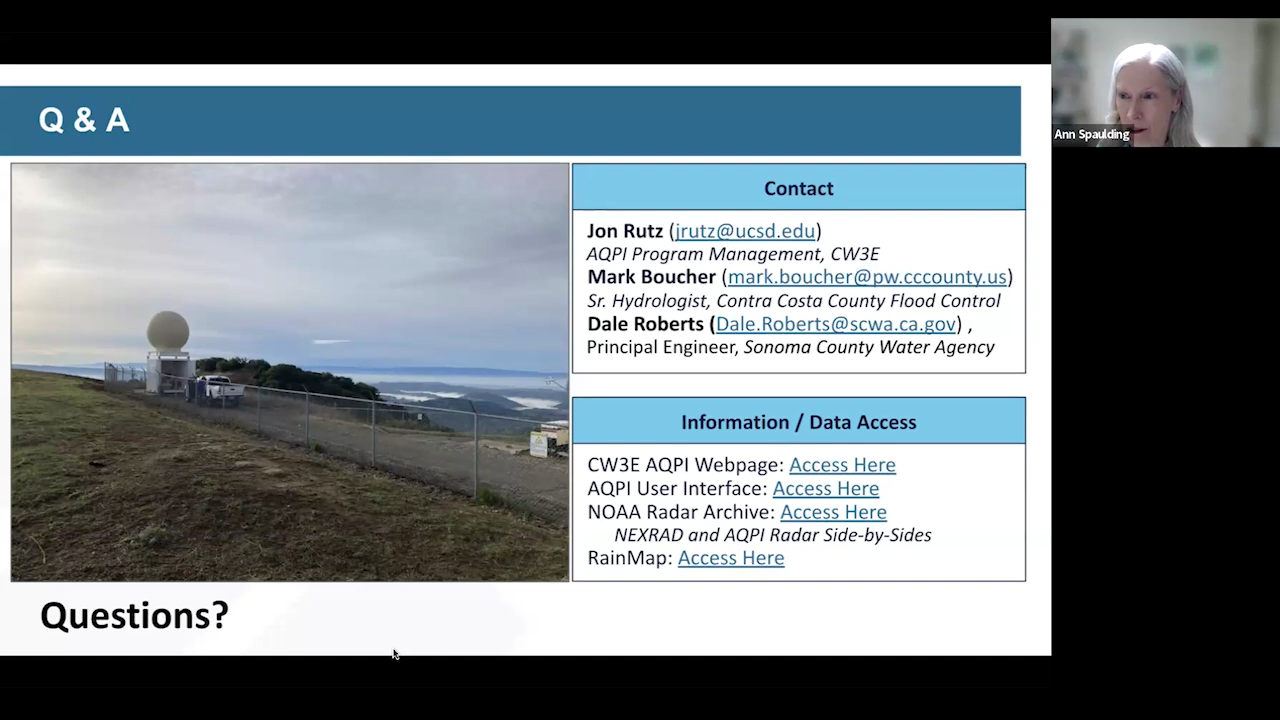 Q & A
Contact
Jon Rutz (jrutz@ucsd.edu)
AQPI Program Management, CW3E
Mark Boucher (mark.boucher@pw.cccounty.us)
Sr. Hydrologist, Contra Costa County Flood Control
Dale Roberts (Dale.Roberts@scwa.ca.gov) ,
Principal Engineer, Sonoma County Water Agency
Information / Data Access
CW3E AQPI Webpage: Access Here
AQPI User Interface: Access Here
NOAA Radar Archive: Access Here
NEXRAD and AQPI Radar Side-by-Sides
RainMap: Access Here
Questions?
Ann Spaulding